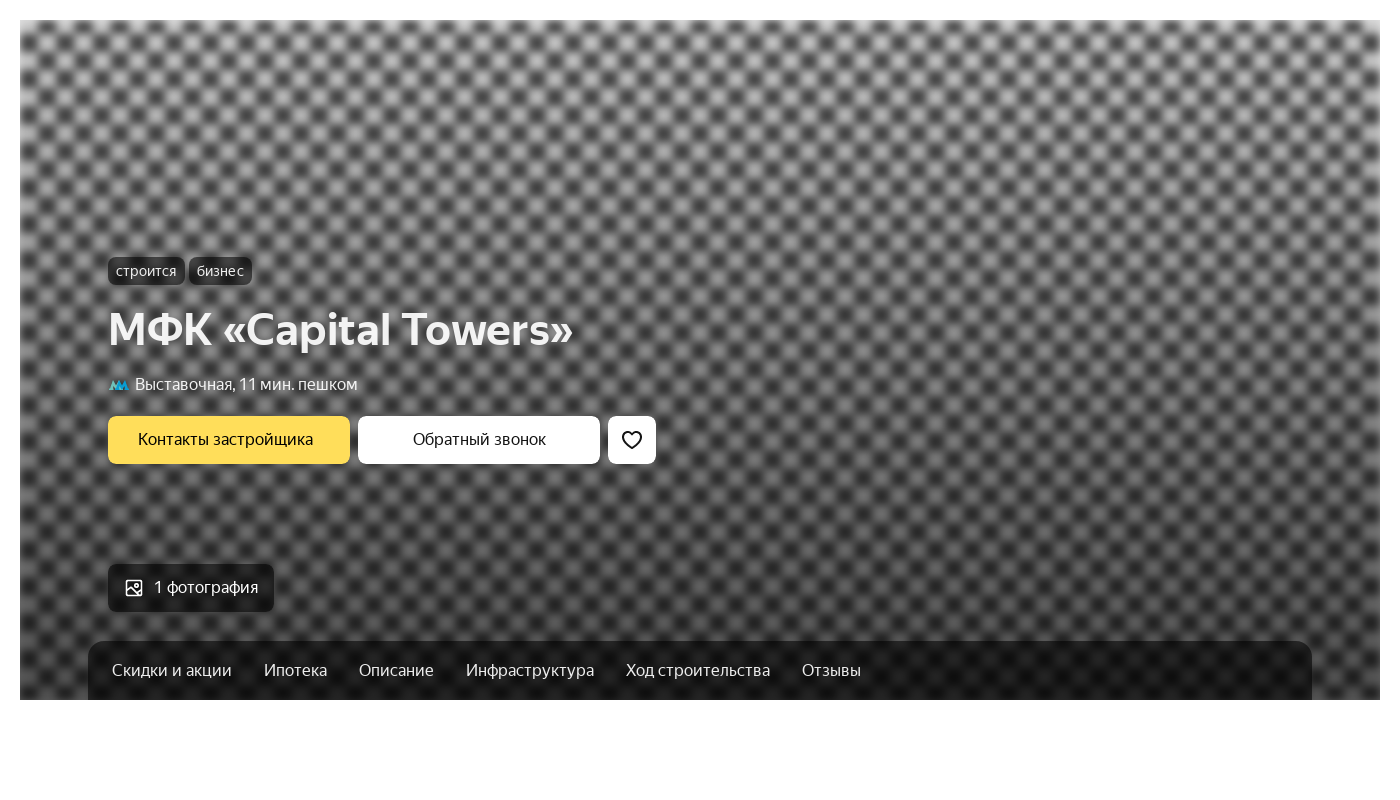 строится бизнес
МФК «Capital Towers»
Выставочная, 11 мин. пешком
Контакты застройщика Обратный звонок
1 фотография
Скидки и акции Ипотека Описание Инфраструктура Ход строительства Отзывы